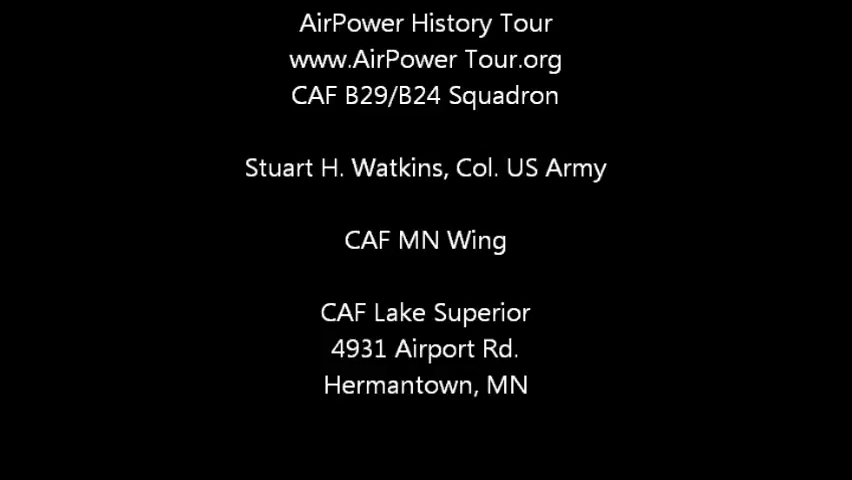 AirPower History Tour
www.AirPower Tour.org
CAF B29/B24 Squadron
Stuart H. Watkins, Col. US Army
CAF MN Wing
CAF Lake Superior
4931 Airport Rd.
Hermantown, MN